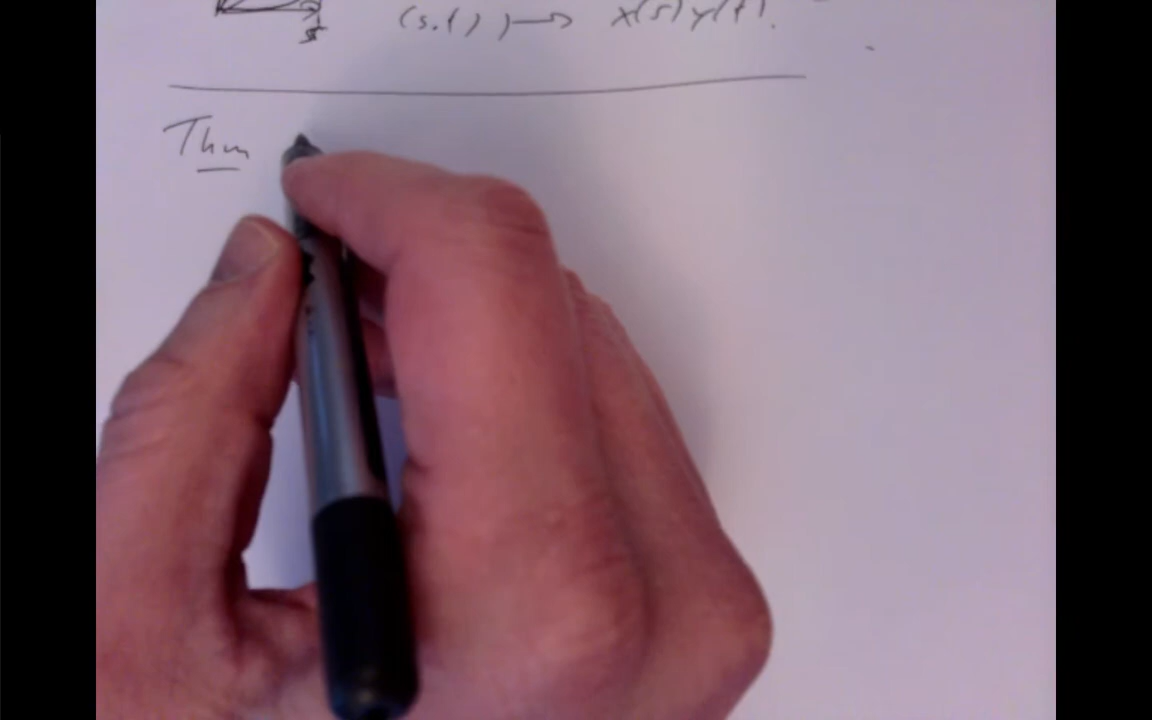 (s,t) ↦ x(s)y(t).
s
Thm